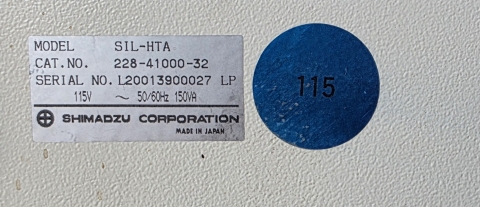 MODEL SIL-HTA
CAT.NO. 228-41000-32
SERIAL NO. L20013900027 LP
115V ~ 50/60Hz 150VA
SHIMADZU CORPORATION
MADE IN JAPAN
115